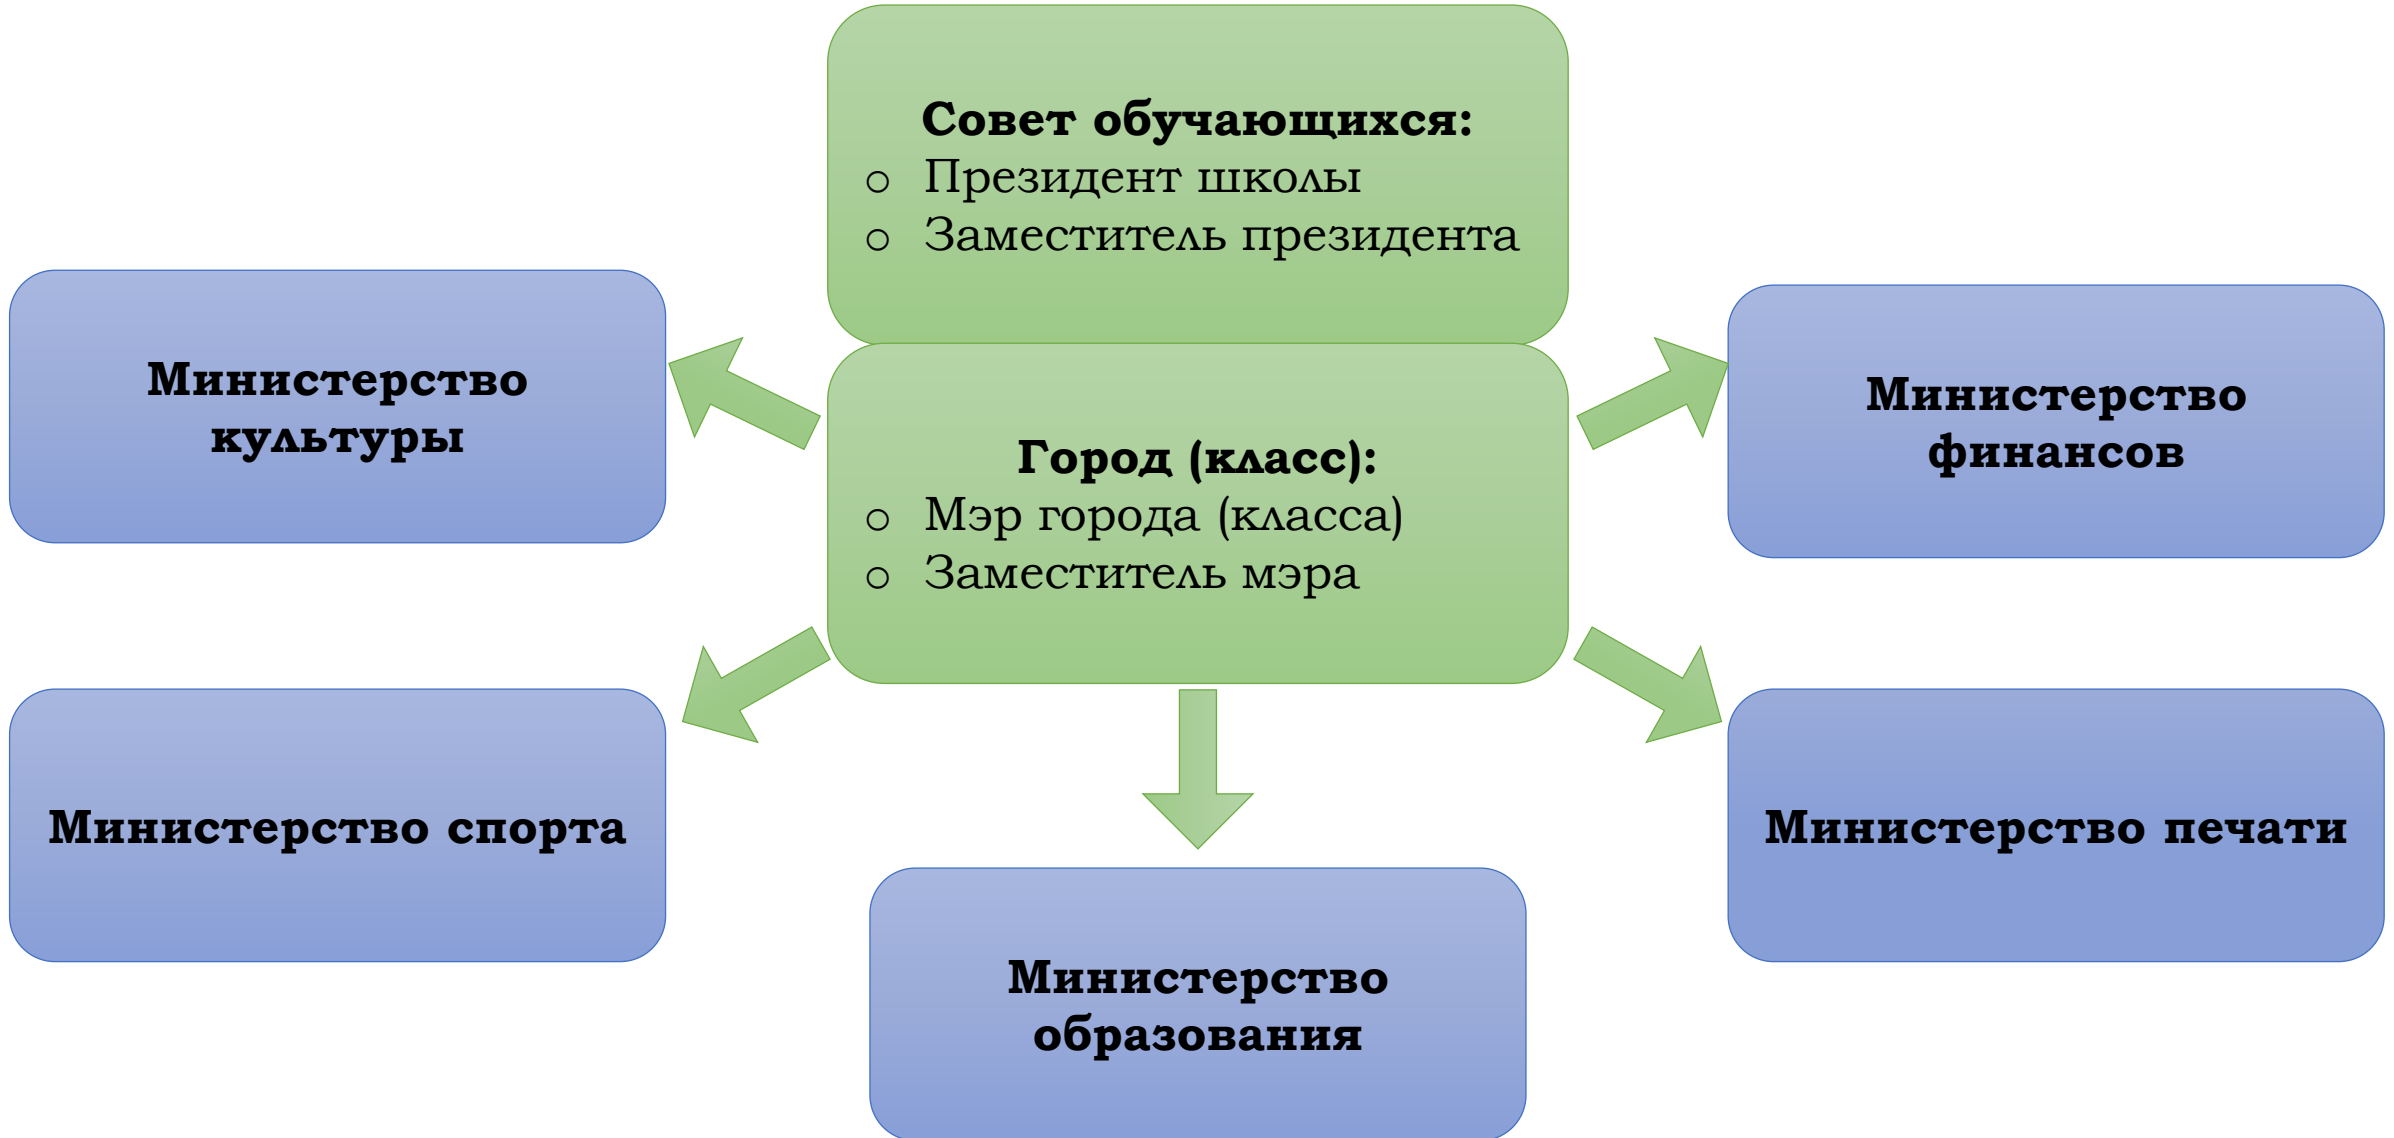 Совет обучающихся:
o Президент школы
o Заместитель президента
Министерство
культуры
Город (класс):
o Мэр города (класса)
o Заместитель мэра
Министерство
финансов
Министерство спорта
Министерство образования
Министерство печати